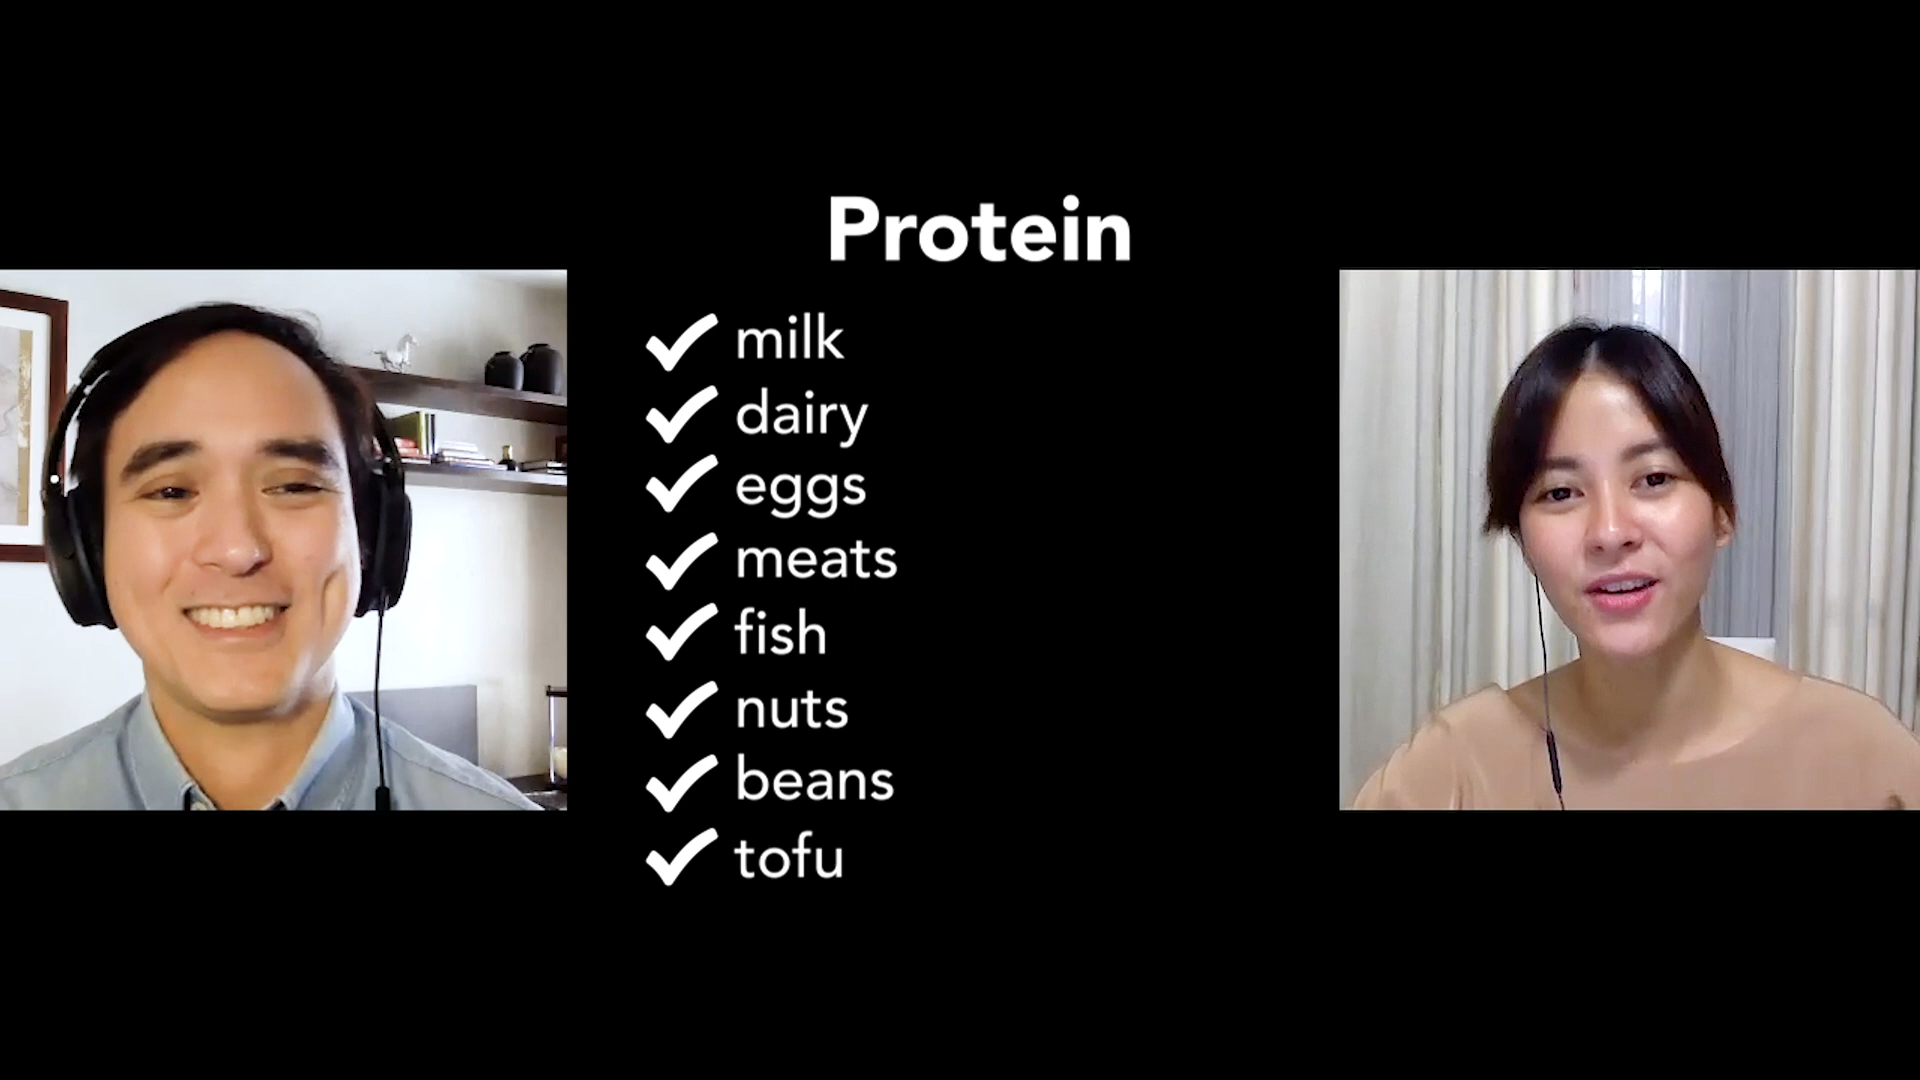 Protein
milk
dairy
eggs
meats
fish
nuts
beans
tofu